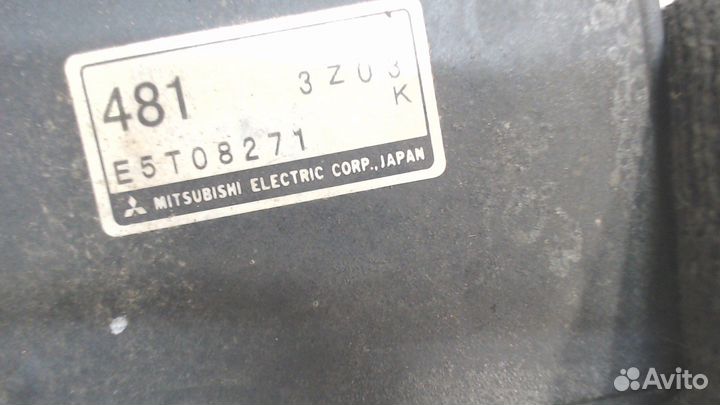 481 3Z03
K
E5T08271
MITSUBISHI ELECTRIC CORP., JAPAN
Avito